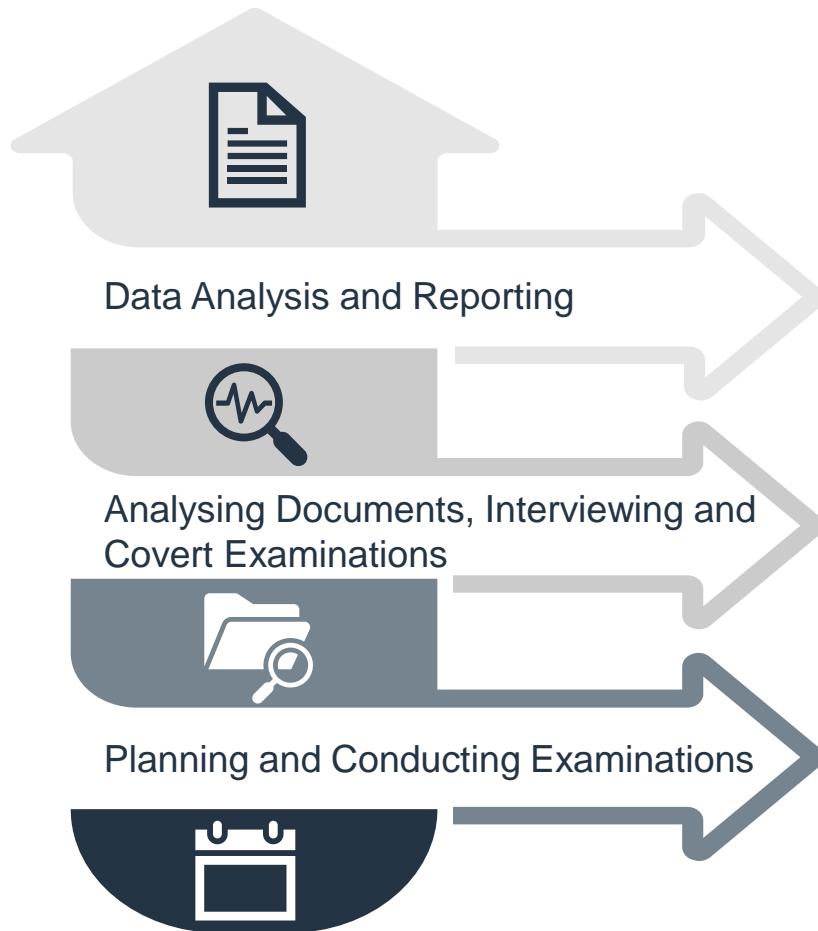 Data Analysis and Reporting
Analysing Documents, Interviewing and
Covert Examinations
Planning and Conducting Examinations